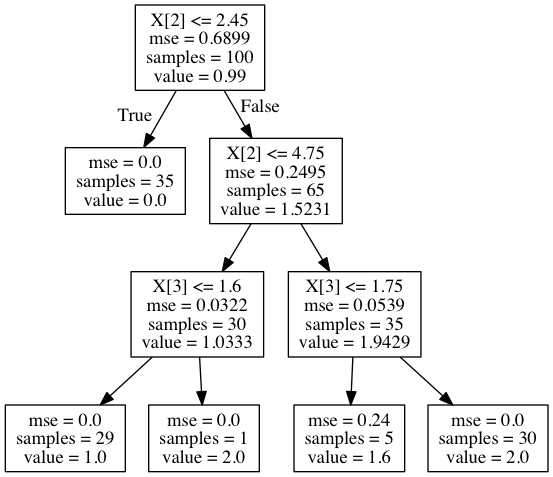 X[2] <= 2.45
mse = 0.6899
samples = 100
value = 0.99
True
False
mse = 0.0
samples = 35
value = 0.0
X[2] <= 4.75
mse = 0.2495
samples = 65
value = 1.5231
X[3] <= 1.6
mse = 0.0322
samples = 30
value = 1.0333
X[3] <= 1.75
mse = 0.0539
samples = 35
value = 1.9429
mse = 0.0
samples = 29
value = 1.0
mse = 0.0
samples = 1
value = 2.0
mse = 0.24
samples = 5
value = 1.6
mse = 0.0
samples = 30
value = 2.0